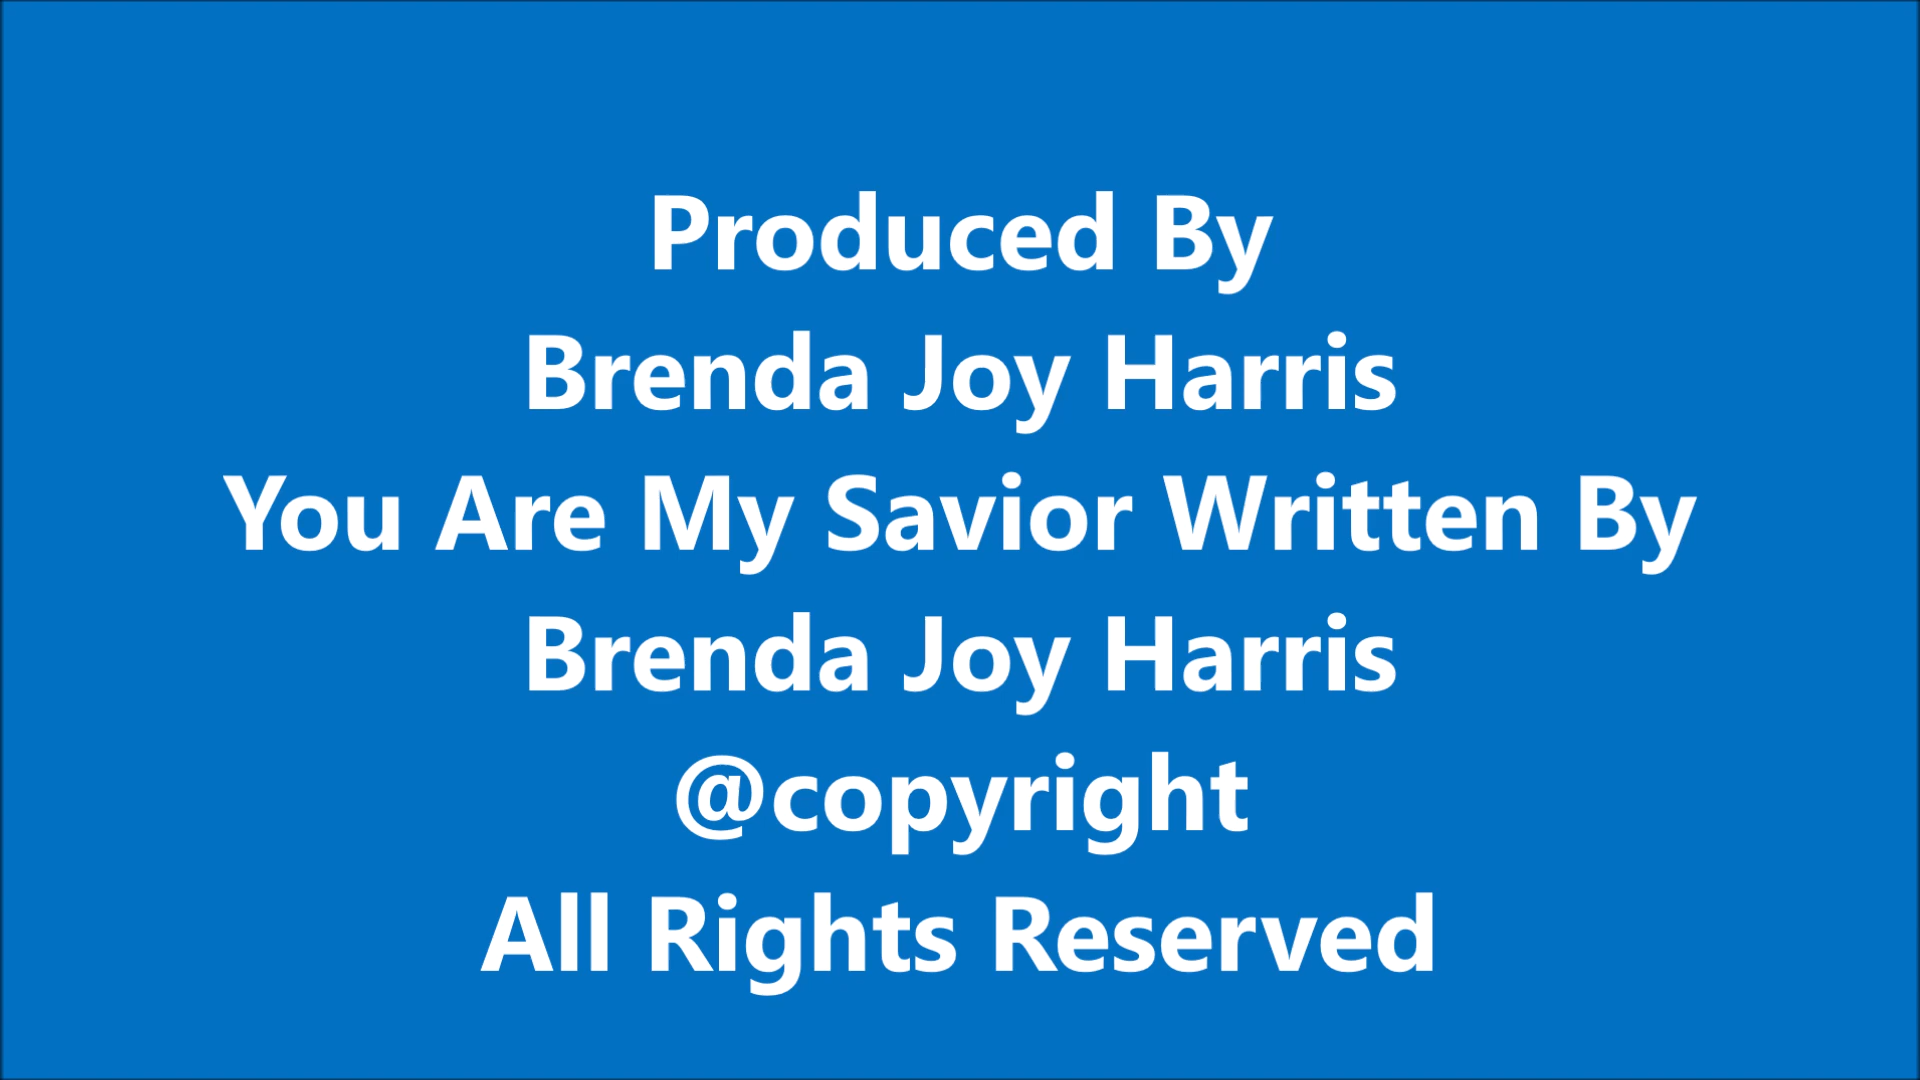 Produced By
Brenda Joy Harris
You Are My Savior Written By
Brenda Joy Harris
@copyright
All Rights Reserved